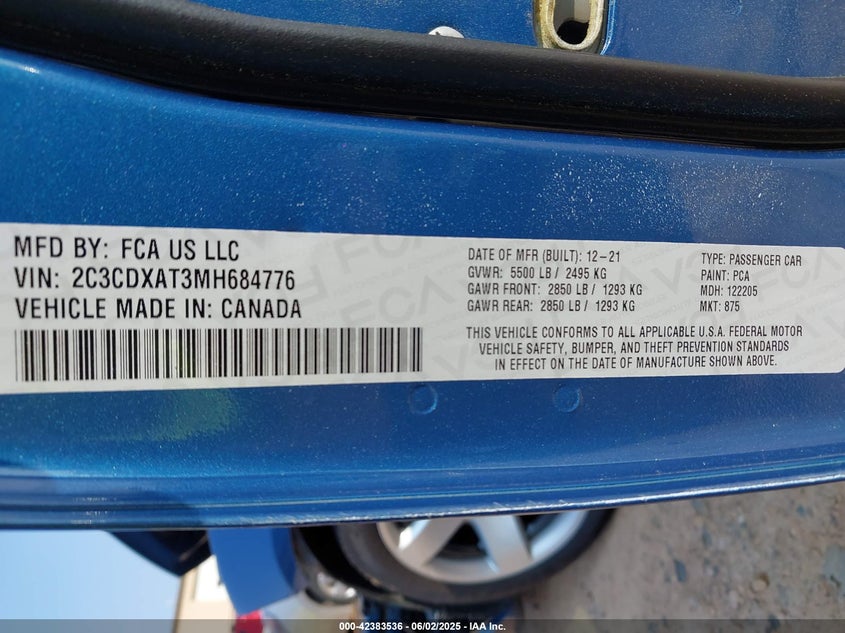 MFD BY: FCA US LLC
VIN: 2C3CDXAT3MH684776
VEHICLE MADE IN: CANADA
DATE OF MFR (BUILT): 12-21
GVWR: 5500 LB / 2495 KG
GAWR FRONT: 2850 LB / 1293 KG
GAWR REAR: 2850 LB / 1293 KG
TYPE: PASSENGER CAR
PAINT: PCA
MDH: 122205
MKT: 875
THIS VEHICLE CONFORMS TO ALL APPLICABLE U.S.A. FEDERAL MOTOR
VEHICLE SAFETY, BUMPER, AND THEFT PREVENTION STANDARDS
IN EFFECT ON THE DATE OF MANUFACTURE SHOWN ABOVE.
000-42383536 - 06/02/2025 - IAA Inc.